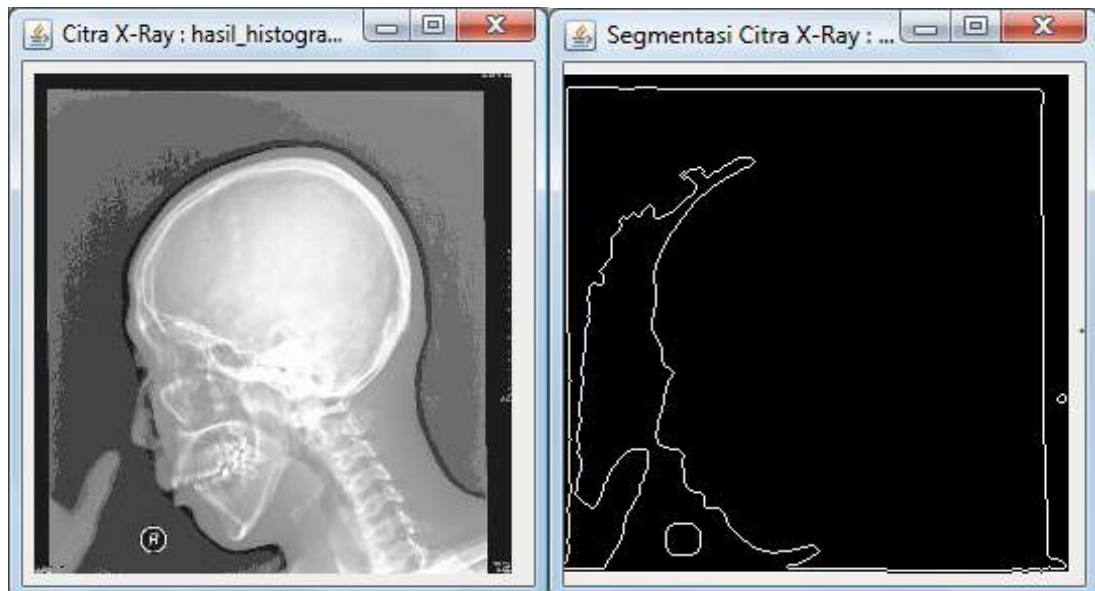 Citra X-Ray : hasil_histogra...
Segmentasi Citra X-Ray : ...
R